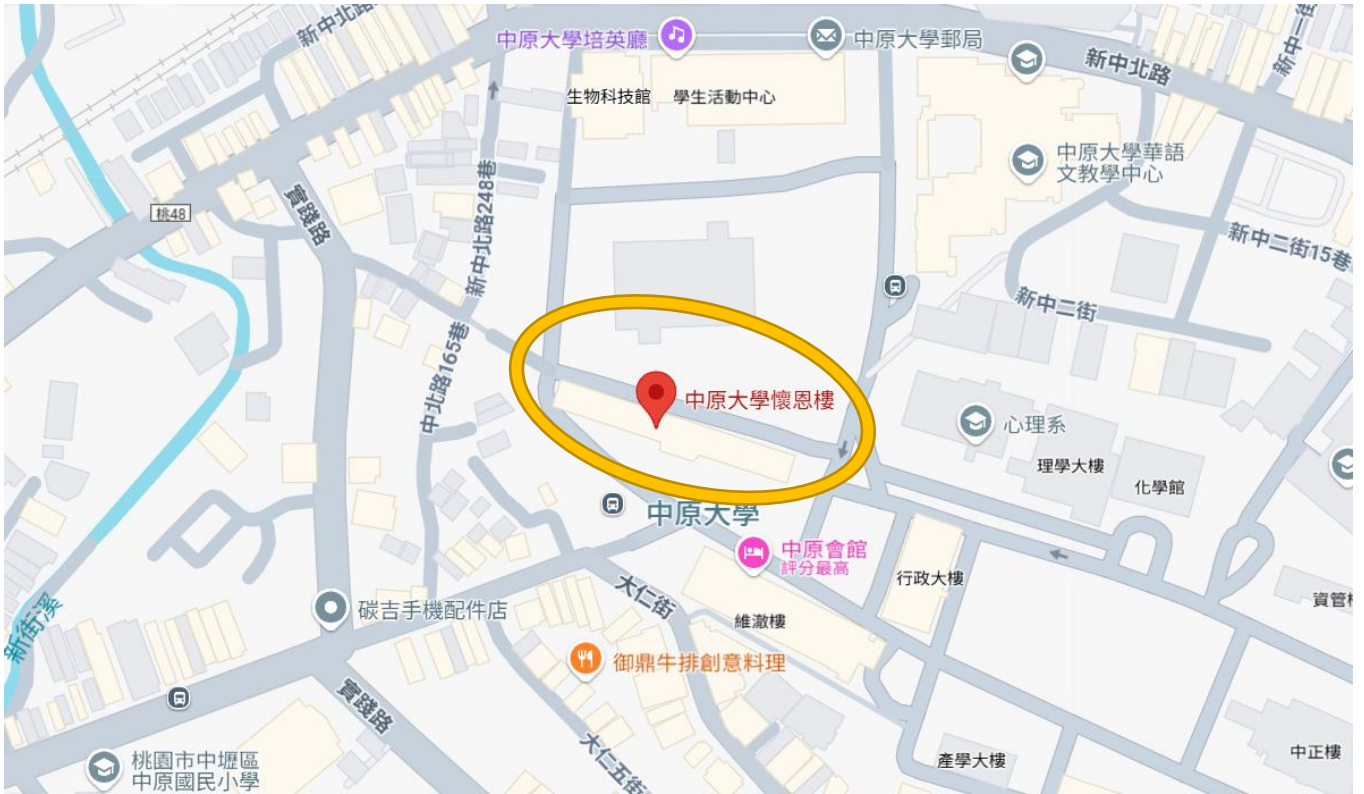 新中北路
中原大學培英廳
中原大學郵局
新中北路
新中一街
生物科技館
學生活動中心
中原大學華語
文教學中心
新中北路248巷
桃48
實踐路
新中二街15巷
新中二街
中北路165巷
中原大學懷恩樓
心理系
理學大樓
化學館
中原大學
中原會館
評分最高
行政大樓
大仁街
碳吉手機配件店
資管
維澈樓
新街溪
御鼎牛排創意料理
實踐路
大仁五街
桃園市中壢區
中原國民小學
產學大樓
中正樓